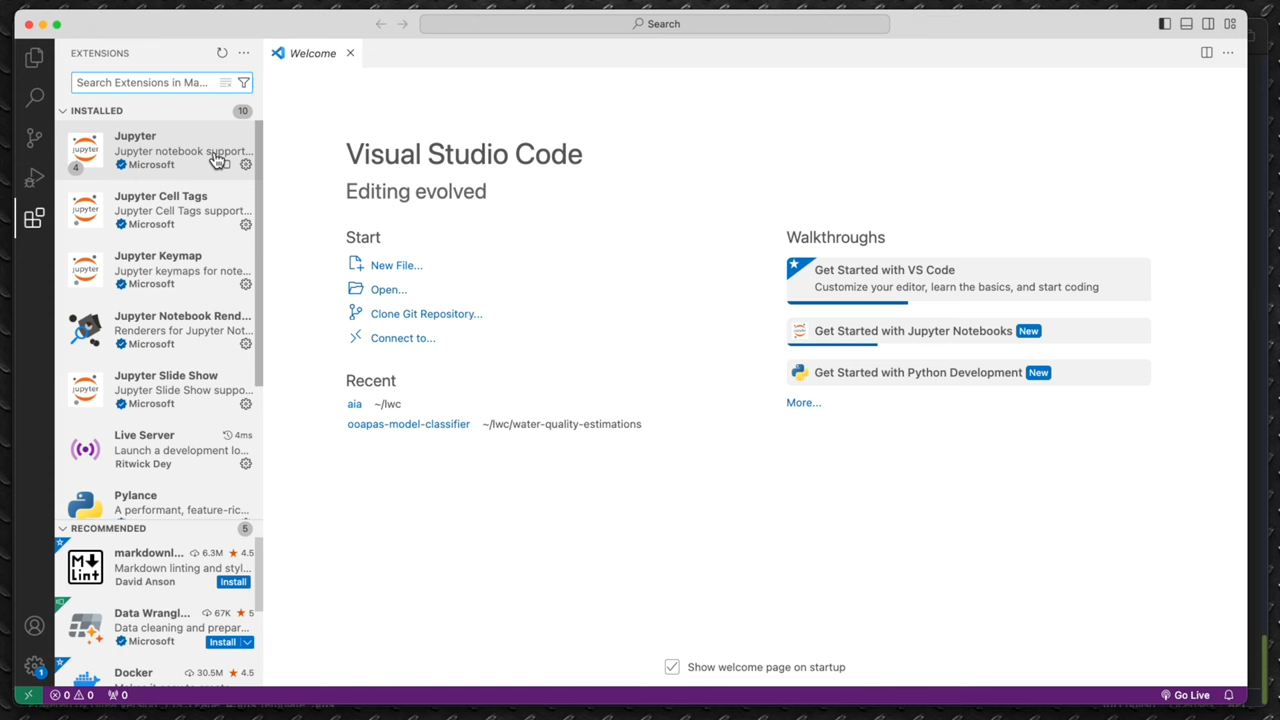 Search
EXTENSIONS
Welcome
Search Extensions in Ma...
INSTALLED
10
Jupyter
Jupyter notebook support...
Microsoft
4
Jupyter Cell Tags
Jupyter Cell Tags support...
Microsoft
Jupyter Keymap
Jupyter keymaps for note...
Microsoft
Jupyter Notebook Rend...
Renderers for Jupyter Not...
Microsoft
Jupyter Slide Show
Jupyter Slide Show suppo...
Microsoft
Live Server 4ms
Launch a development lo...
Ritwick Dey
Pylance
A performant, feature-ric...
RECOMMENDED
5
markdownl... 6.3M 4.5
Markdown linting and styl...
David Anson Install
Data Wrangl... 67K 5
Data cleaning and prepar...
Microsoft Install
Docker 30.5M 4.5
Visual Studio Code
Editing evolved
Start
New File...
Open...
Clone Git Repository...
Connect to...
Recent
aia ~/lwc
ooapas-model-classifier ~/lwc/water-quality-estimations
Walkthroughs
Get Started with VS Code
Customize your editor, learn the basics, and start coding
Get Started with Jupyter Notebooks New
Get Started with Python Development New
More...
Show welcome page on startup
1
0 0 0
Go Live